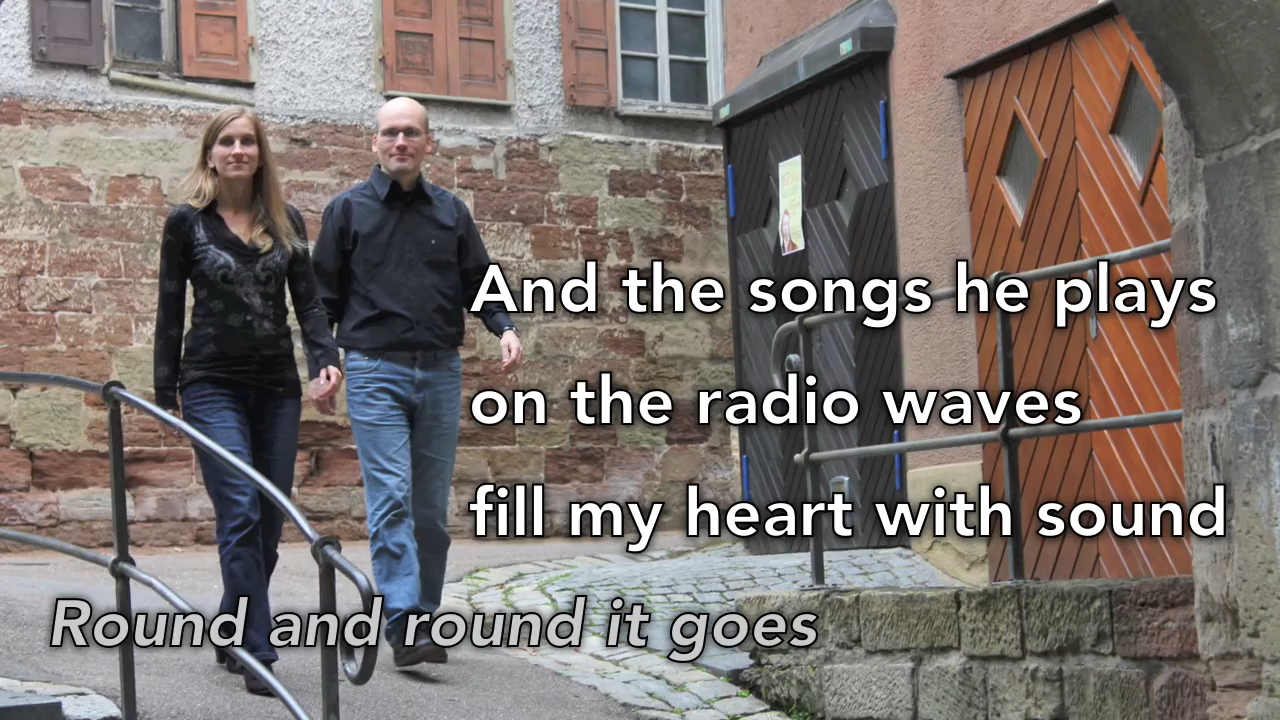 And the songs he plays
on the radio waves
fill my heart with sound
Round and round it goes